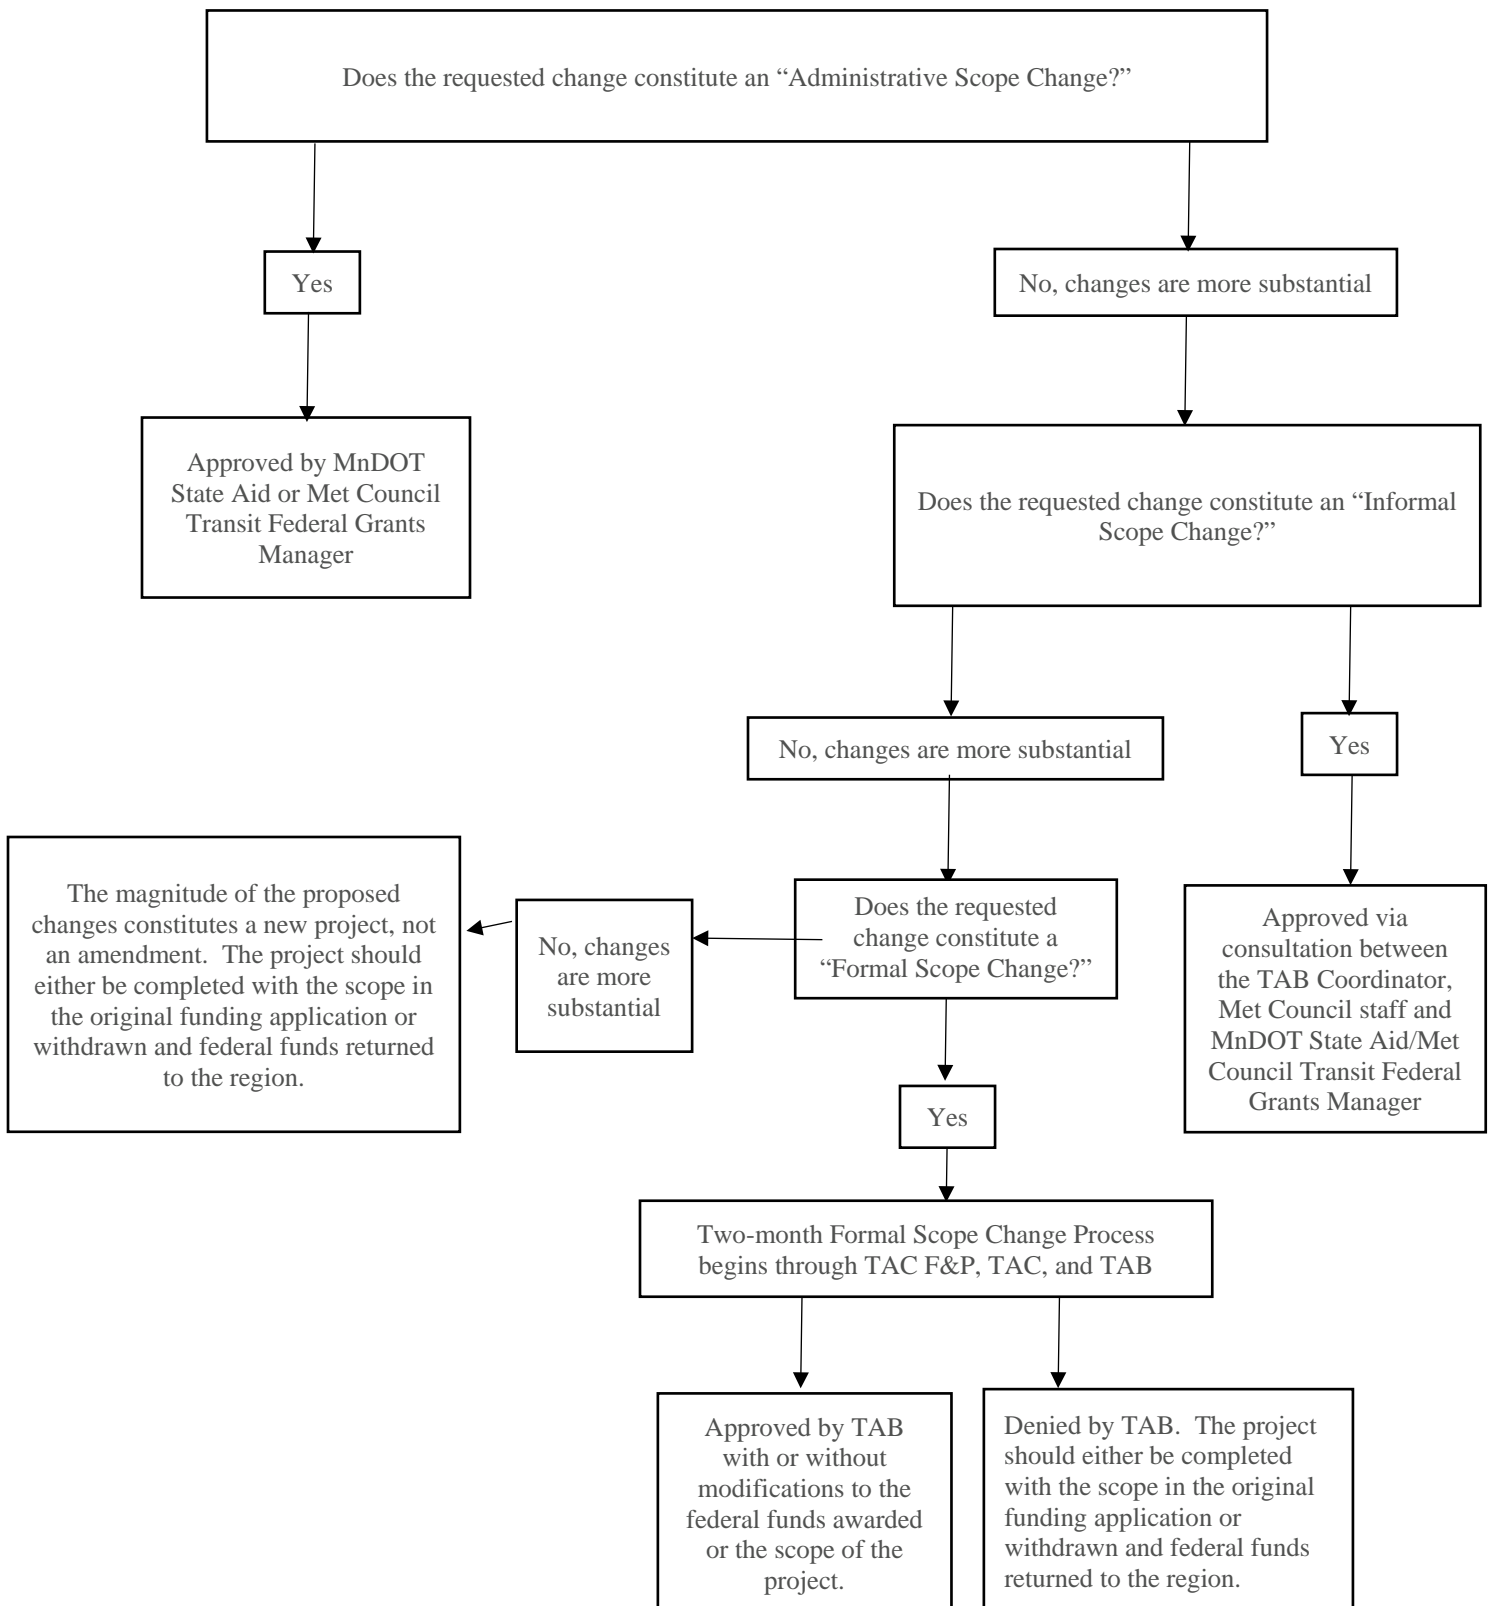 Does the requested change constitute an “Administrative Scope Change?”
Yes
No, changes are more substantial
Approved by MnDOT
State Aid or Met Council
Transit Federal Grants
Manager
Does the requested change constitute an “Informal
Scope Change?”
No, changes are more substantial
Yes
The magnitude of the proposed
changes constitutes a new project, not
an amendment.  The project should
either be completed with the scope in
the original funding application or
withdrawn and federal funds returned
to the region.
No, changes
are more
substantial
Does the requested
change constitute a
“Formal Scope Change?”
Approved via
consultation between
the TAB Coordinator,
Met Council staff and
MnDOT State Aid/Met
Council Transit Federal
Grants Manager
Yes
Two-month Formal Scope Change Process
begins through TAC F&P, TAC, and TAB
Approved by TAB
with or without
modifications to the
federal funds awarded
or the scope of the
project.
Denied by TAB.  The project
should either be completed
with the scope in the original
funding application or
withdrawn and federal funds
returned to the region.